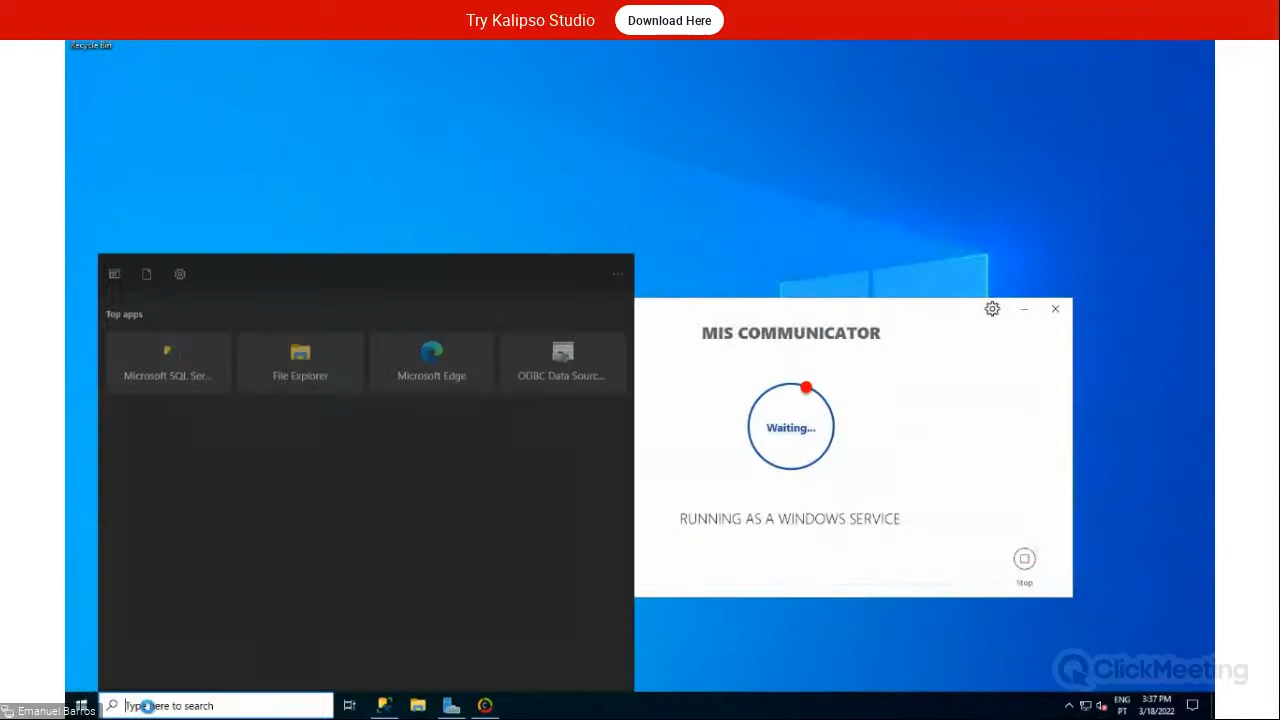 Try Kalipso Studio
Download Here
Recycle Bin
Top apps
Microsoft SQL Ser...
File Explorer
Microsoft Edge
ODBC Data Sourc...
MIS COMMUNICATOR
Waiting...
RUNNING AS A WINDOWS SERVICE
Stop
ClickMeeting
Type here to search
Emanuel Barros
ENG
PT
3:37 PM
3/18/2022